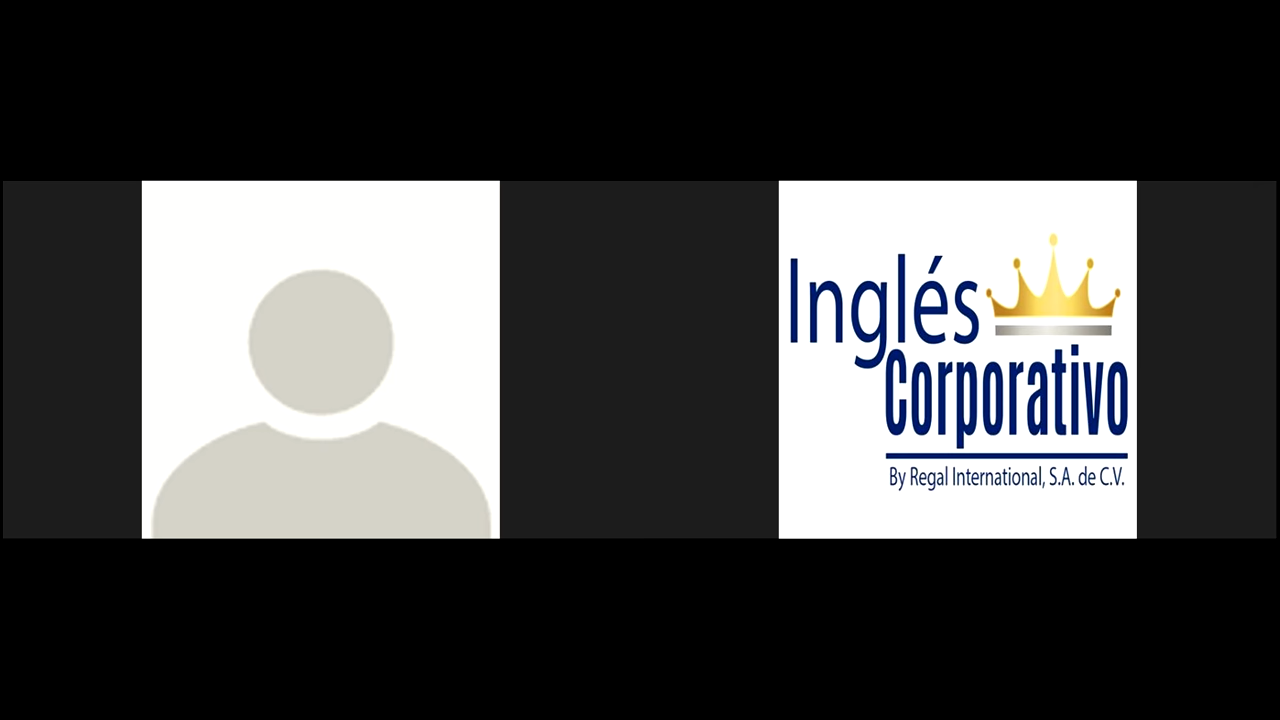 Inglés
Corporativo
By Regal International, S.A. de C.V.